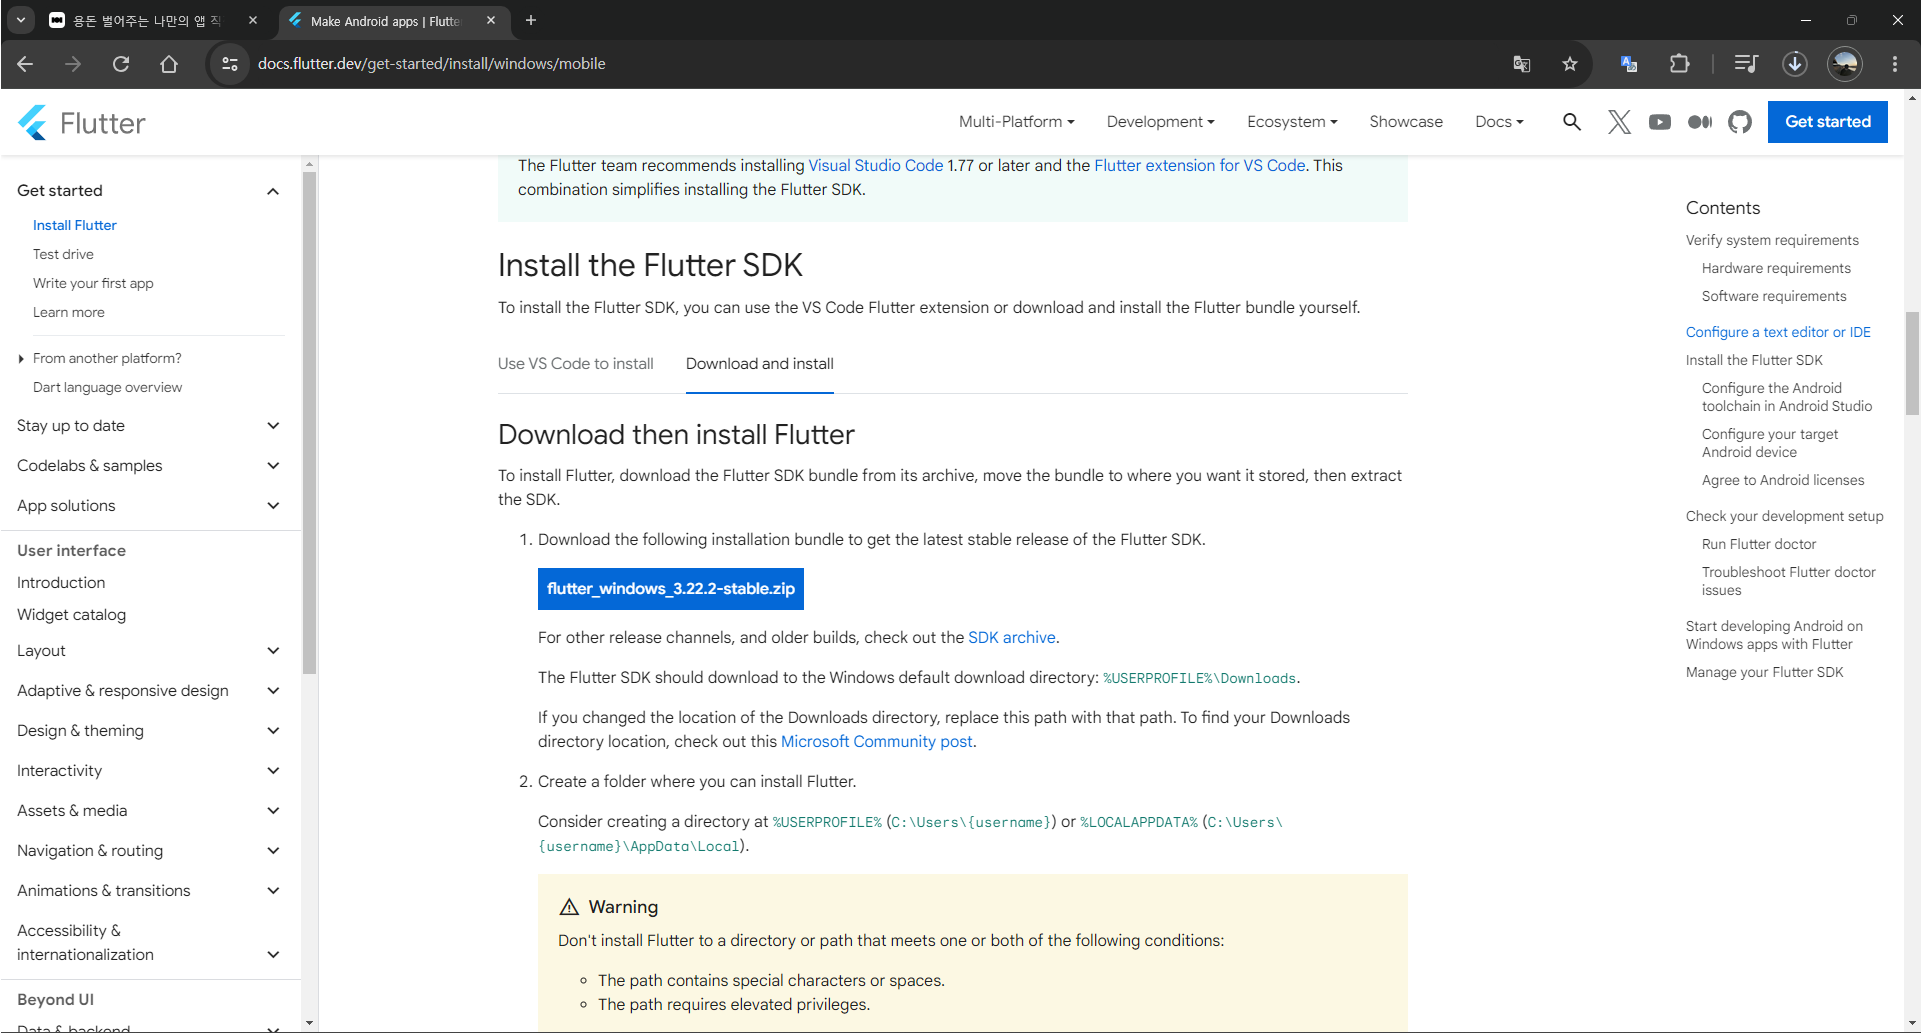 용돈 벌어주는 나만의 앱 직
Make Android apps | Flutte
docs.flutter.dev/get-started/install/windows/mobile
Flutter
Multi-Platform
Development
Ecosystem
Showcase
Docs
Get started
Get started
Install Flutter
Test drive
Write your first app
Learn more
From another platform?
Dart language overview
Stay up to date
Codelabs & samples
App solutions
User interface
Introduction
Widget catalog
Layout
Adaptive & responsive design
Design & theming
Interactivity
Assets & media
Navigation & routing
Animations & transitions
Accessibility &
internationalization
Beyond UI
Data & backend
The Flutter team recommends installing Visual Studio Code 1.77 or later and the Flutter extension for VS Code. This
combination simplifies installing the Flutter SDK.
Install the Flutter SDK
To install the Flutter SDK, you can use the VS Code Flutter extension or download and install the Flutter bundle yourself.
Use VS Code to install
Download and install
Download then install Flutter
To install Flutter, download the Flutter SDK bundle from its archive, move the bundle to where you want it stored, then extract
the SDK.
1. Download the following installation bundle to get the latest stable release of the Flutter SDK.
flutter_windows_3.22.2-stable.zip
For other release channels, and older builds, check out the SDK archive.
The Flutter SDK should download to the Windows default download directory: %USERPROFILE%\Downloads.
If you changed the location of the Downloads directory, replace this path with that path. To find your Downloads
directory location, check out this Microsoft Community post.
2. Create a folder where you can install Flutter.
Consider creating a directory at %USERPROFILE% (C:\Users\{username}) or %LOCALAPPDATA% (C:\Users\
{username}\AppData\Local).
Warning
Don't install Flutter to a directory or path that meets one or both of the following conditions:
The path contains special characters or spaces.
The path requires elevated privileges.
Contents
Verify system requirements
Hardware requirements
Software requirements
Configure a text editor or IDE
Install the Flutter SDK
Configure the Android
toolchain in Android Studio
Configure your target
Android device
Agree to Android licenses
Check your development setup
Run Flutter doctor
Troubleshoot Flutter doctor
issues
Start developing Android on
Windows apps with Flutter
Manage your Flutter SDK